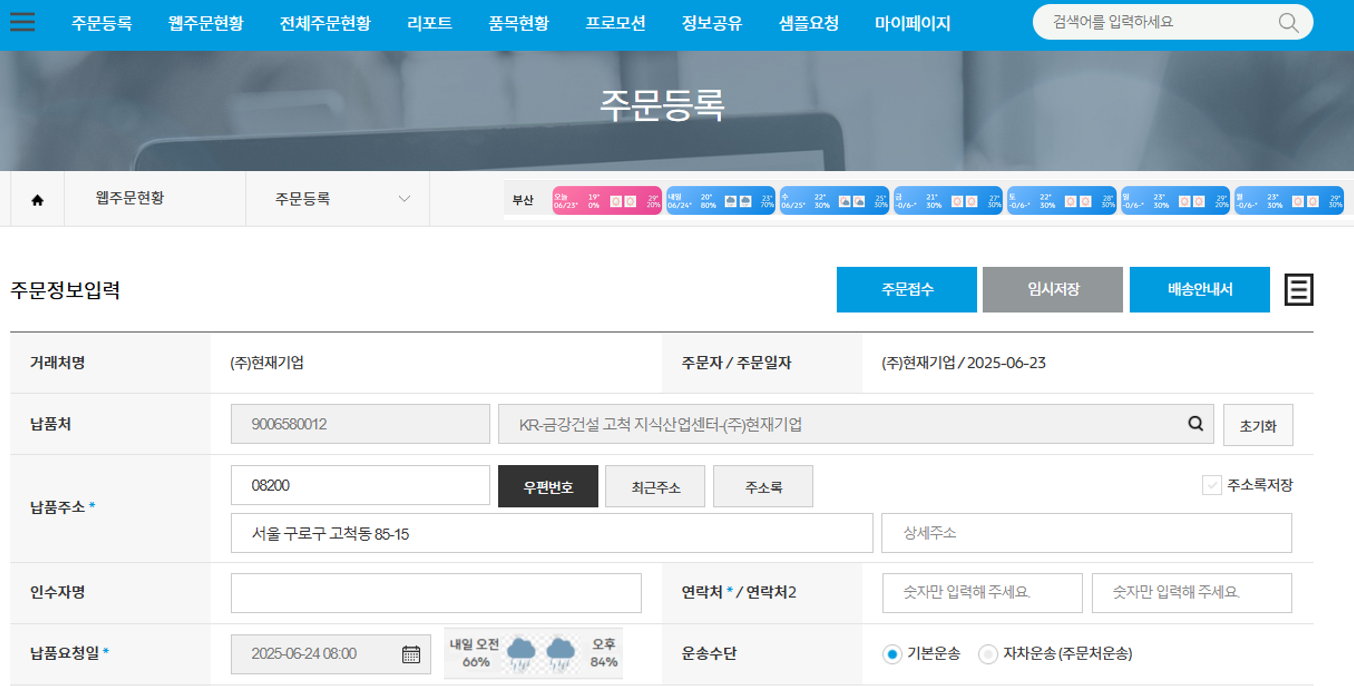 주문등록 웹주문현황 전체주문현황 리포트 품목현황 프로모션 정보공유 샘플요청 마이페이지 검색어를 입력하세요
주문등록
웹주문현황 주문등록
부산
오늘 19° 29°
06/23° 0% 20%
내일 20° 23°
06/24° 80% 70%
수 22° 25°
06/25° 30% 30%
금 21° 27°
-0/6-° 30% 30%
토 22° 28°
-0/6-° 30% 30%
일 23° 29°
-0/6-° 30% 20%
월 23° 29°
-0/6-° 30% 30%
주문정보입력 주문접수 임시저장 배송안내서
거래처명 (주)현재기업 주문자 / 주문일자 (주)현재기업 / 2025-06-23
납품처 9006580012 KR-금강건설 고척 지식산업센터-(주)현재기업 초기화
납품주소 * 08200 우편번호 최근주소 주소록 주소록저장
서울 구로구 고척동 85-15 상세주소
인수자명 연락처 * / 연락처2 숫자만 입력해 주세요. 숫자만 입력해 주세요.
납품요청일 * 2025-06-24 08:00 내일 오전 66% 오후 84% 운송수단 기본운송 자차운송(주문처운송)